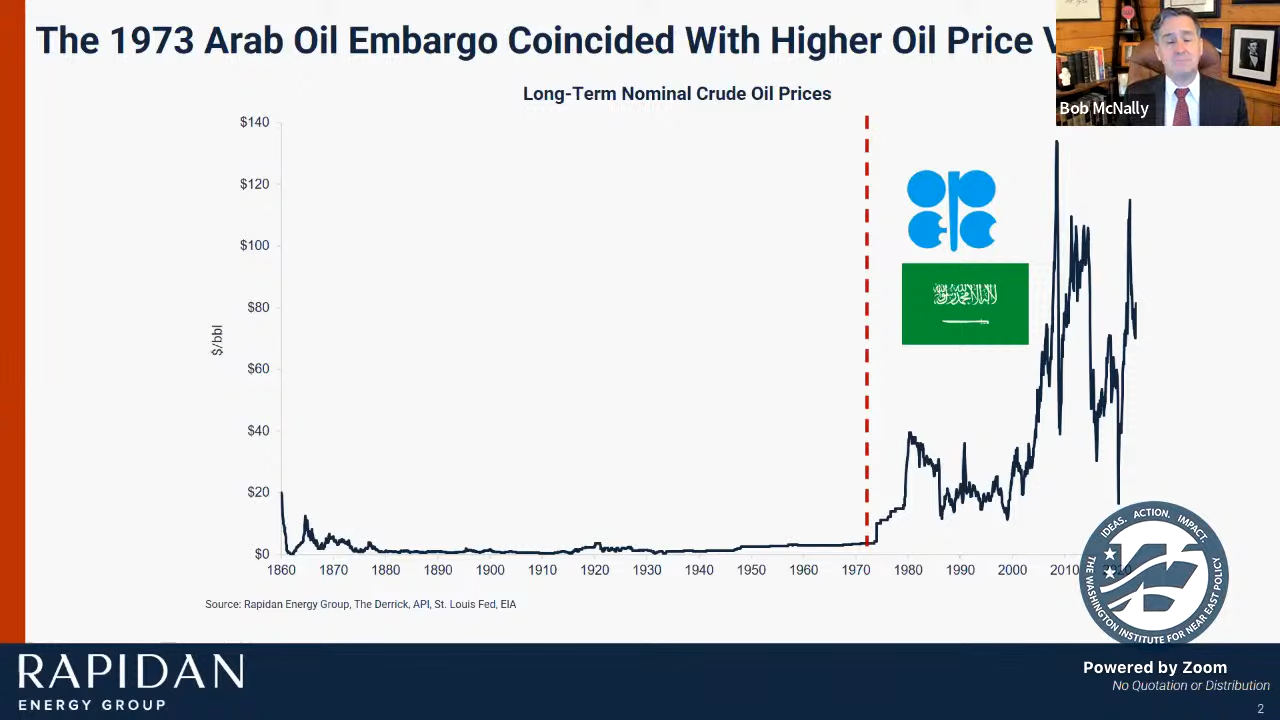 The 1973 Arab Oil Embargo Coincided With Higher Oil Price V
Bob McNally
Long-Term Nominal Crude Oil Prices
$140
$120
$100
$80
$60
$40
$20
$0
$/bbl
1860 1870 1880 1890 1900 1910 1920 1930 1940 1950 1960 1970 1980 1990 2000 2010 2020
Source: Rapidan Energy Group, The Derrick, API, St. Louis Fed, EIA
IDEAS. ACTION. IMPACT.
THE WASHINGTON INSTITUTE FOR NEAR EAST POLICY
RAPIDAN
ENERGY GROUP
Powered by Zoom
No Quotation or Distribution
2